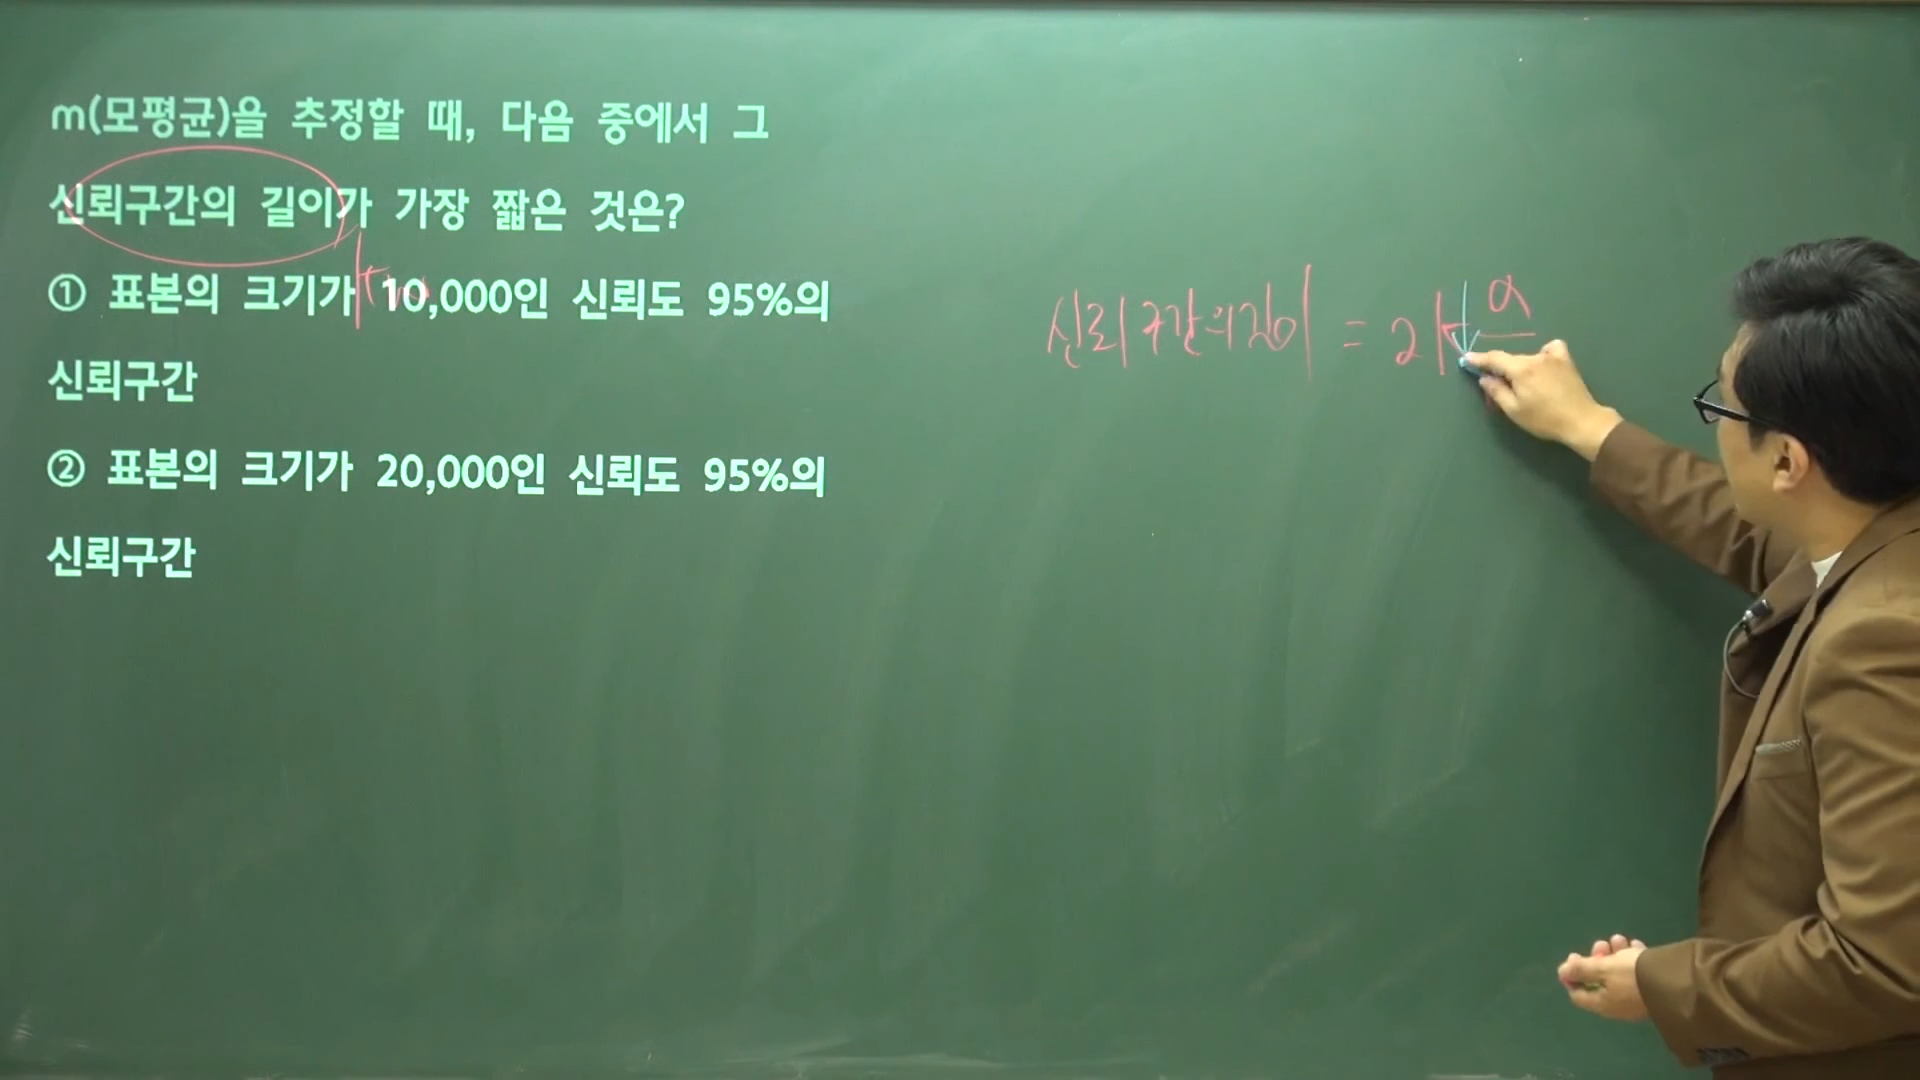 m(모평균)을 추정할 때, 다음 중에서 그
신뢰구간의 길이가 가장 짧은 것은?
① 표본의 크기가 10,000인 신뢰도 95%의
신뢰구간
② 표본의 크기가 20,000인 신뢰도 95%의
신뢰구간
신뢰구간의길이 = 2k σ